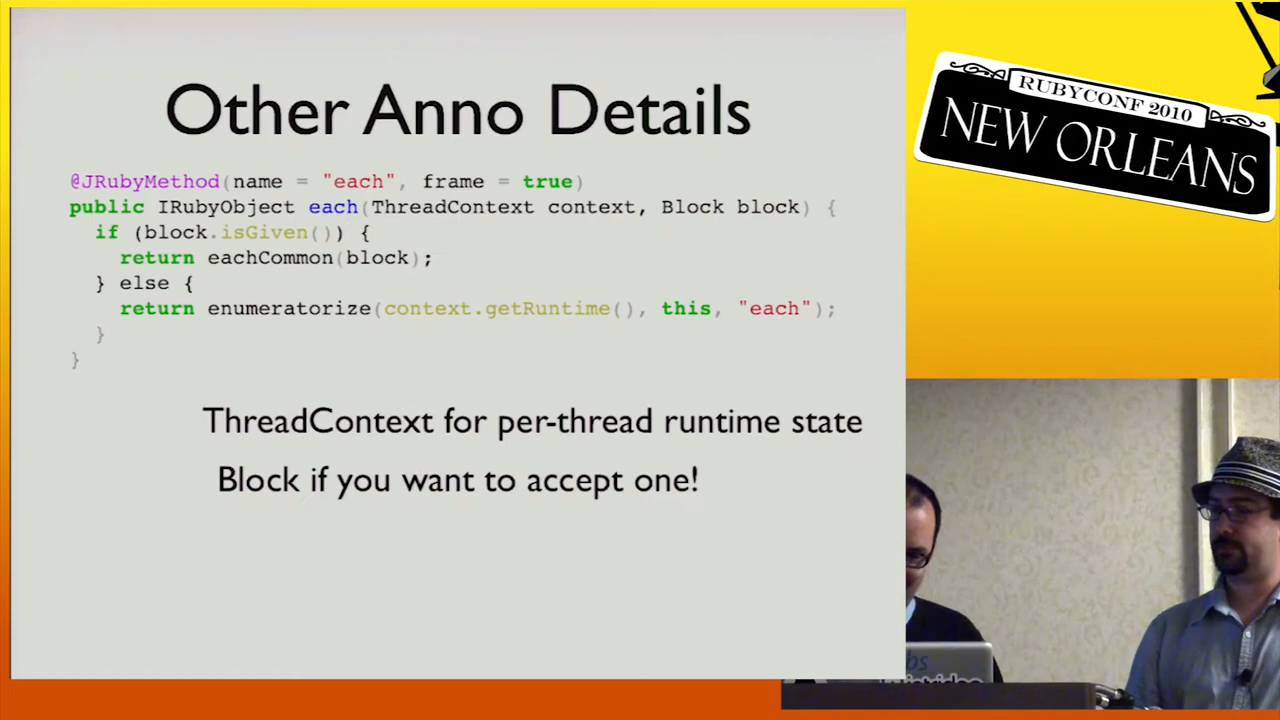 Other Anno Details
@JRubyMethod(name = "each", frame = true)
public IRubyObject each(ThreadContext context, Block block) {
if (block.isGiven()) {
return eachCommon(block);
} else {
return enumeratorize(context.getRuntime(), this, "each");
}
}
ThreadContext for per-thread runtime state
Block if you want to accept one!
RUBYCONF 2010
NEW ORLEANS